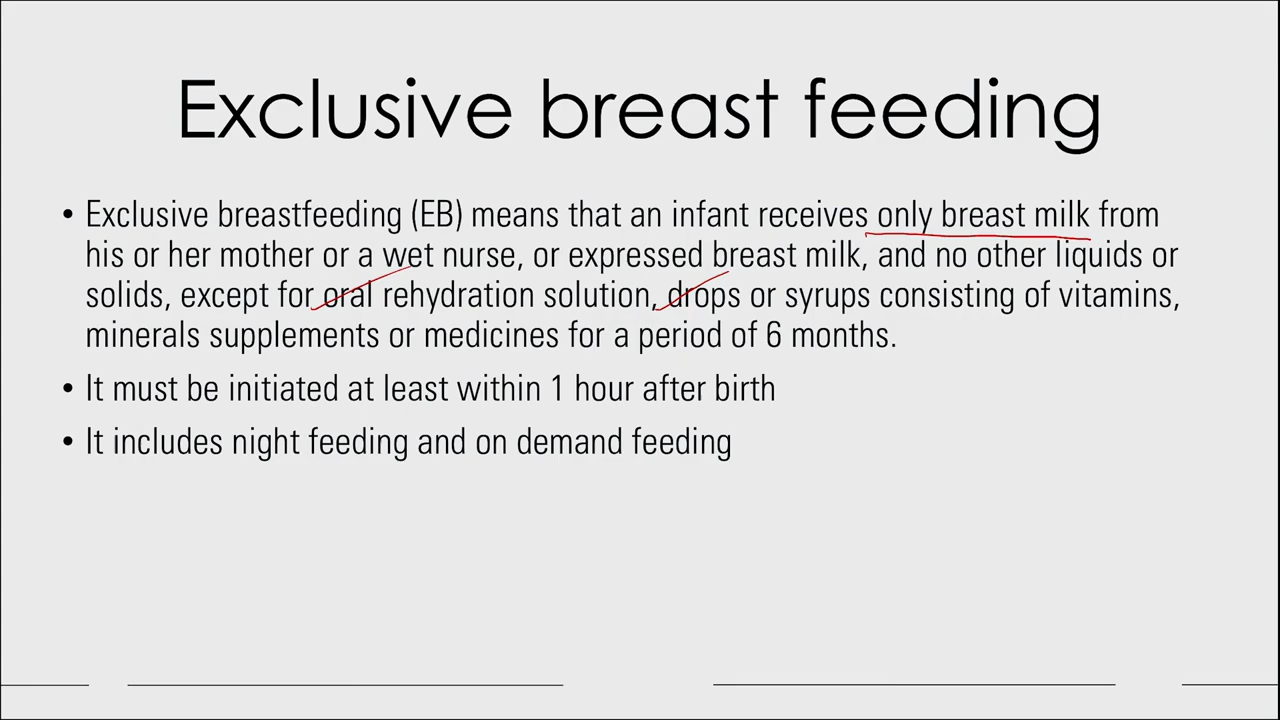 Exclusive breast feeding
• Exclusive breastfeeding (EB) means that an infant receives only breast milk from
his or her mother or a wet nurse, or expressed breast milk, and no other liquids or
solids, except for oral rehydration solution, drops or syrups consisting of vitamins,
minerals supplements or medicines for a period of 6 months.
• It must be initiated at least within 1 hour after birth
• It includes night feeding and on demand feeding